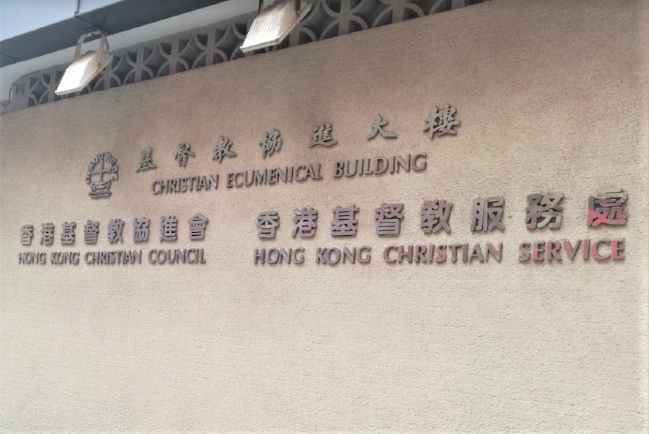 基督教協進大樓
CHRISTIAN ECUMENICAL BUILDING
香港基督教協進會
HONG KONG CHRISTIAN COUNCIL
香港基督教服務處
HONG KONG CHRISTIAN SERVICE